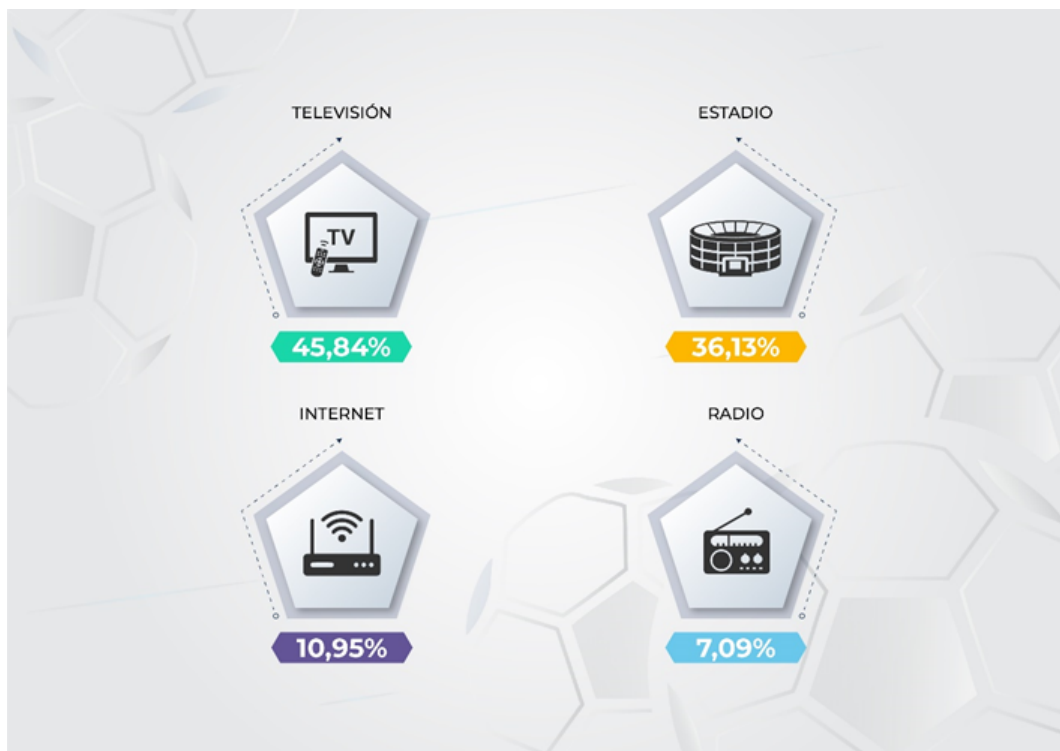 TELEVISIÓN
ESTADIO
TV
45,84%
36,13%
INTERNET
RADIO
10,95%
7,09%